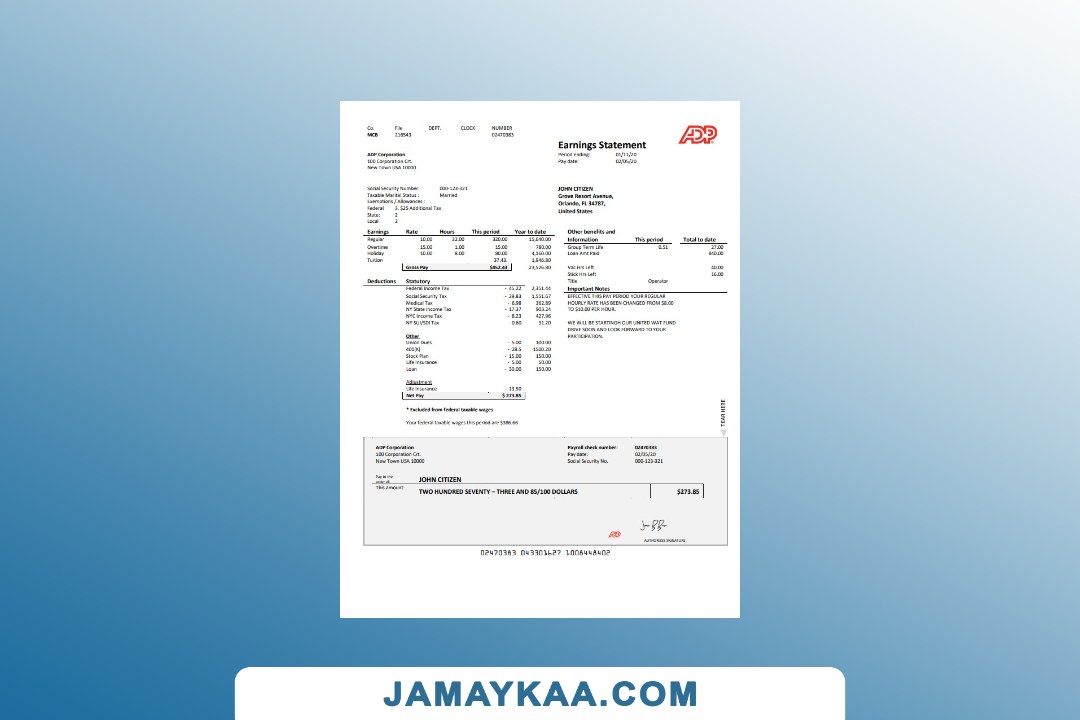 Co. File DEPT. CLOCK NUMBER
MCB 216543 02470383
ADP
Earnings Statement
Period ending: 01/11/20
Pay date: 02/05/20
ADP Corporation
100 Corporation Crt.
New Town USA 10000
Social Security Number: 000-123-321
Taxable Marital Status : Married
Exemptions / Allowances :
Federal 3. $25 Additional Tax
State: 2
Local 2
JOHN CITIZEN
Grove Resort Avenue,
Orlando, FL 34787,
United States
Earnings Rate Hours This period Year to date
Regular 10.00 32.00 320.00 15,640.00
Overtime 15.00 1.00 15.00 780.00
Holiday 10.00 8.00 80.00 4,160.00
Tuition 37.43 1,946.80
Gross Pay $452.43 23,526.80
Other benefits and
Information This period Total to date
Group Term Life 0.51 27.00
Loan Amt Paid 840.00
Vac Hrs Left 40.00
Stick Hrs Left 16.00
Title Operator
Important Notes
EFFECTIVE THIS PAY PERIOD YOUR REGULAR
HOURLY RATE HAS BEEN CHANGED FROM $8.00
TO $10.00 PER HOUR.
WE WILL BE STARTINGH OUR UNITED WAT FUND
DRIVE SOON AND LOOK FORWARD TO YOUR
PARTICIPATION.
Deductions Statutory
Federal Income Tax - 45.22 2,351.44
Social Security Tax - 29.83 1,551.67
Medical Tax - 6.98 362.89
NY State Income Tax - 17.37 903.24
NYC Income Tax - 8.23 427.96
NY SUI/SDI Tax 0.60 31.20
Other
Union Dues - 5.00 100.00
401(K) - 28.5 1500.20
Stock Plan - 15.00 150.00
Life Insurance - 5.00 50.00
Loan - 30.00 150.00
Adjustment
Life Insurance - 13.50
Net Pay $ 273.85
* Excluded from federal taxable wages
Your federal taxable wages this period are $386.66
TEAR HERE
ADP Corporation
100 Corporation Crt.
New Town USA 10000
Payroll check number: 02470383
Pay date: 02/05/20
Social Security No. 000-123-321
Pay to the
order of:
JOHN CITIZEN
This amount:
TWO HUNDRED SEVENTY – THREE AND 85/100 DOLLARS $273.85
ADP
AUTHORIZED SIGNATURE
02470383 043301627 1008448402
JAMAYKAA.COM